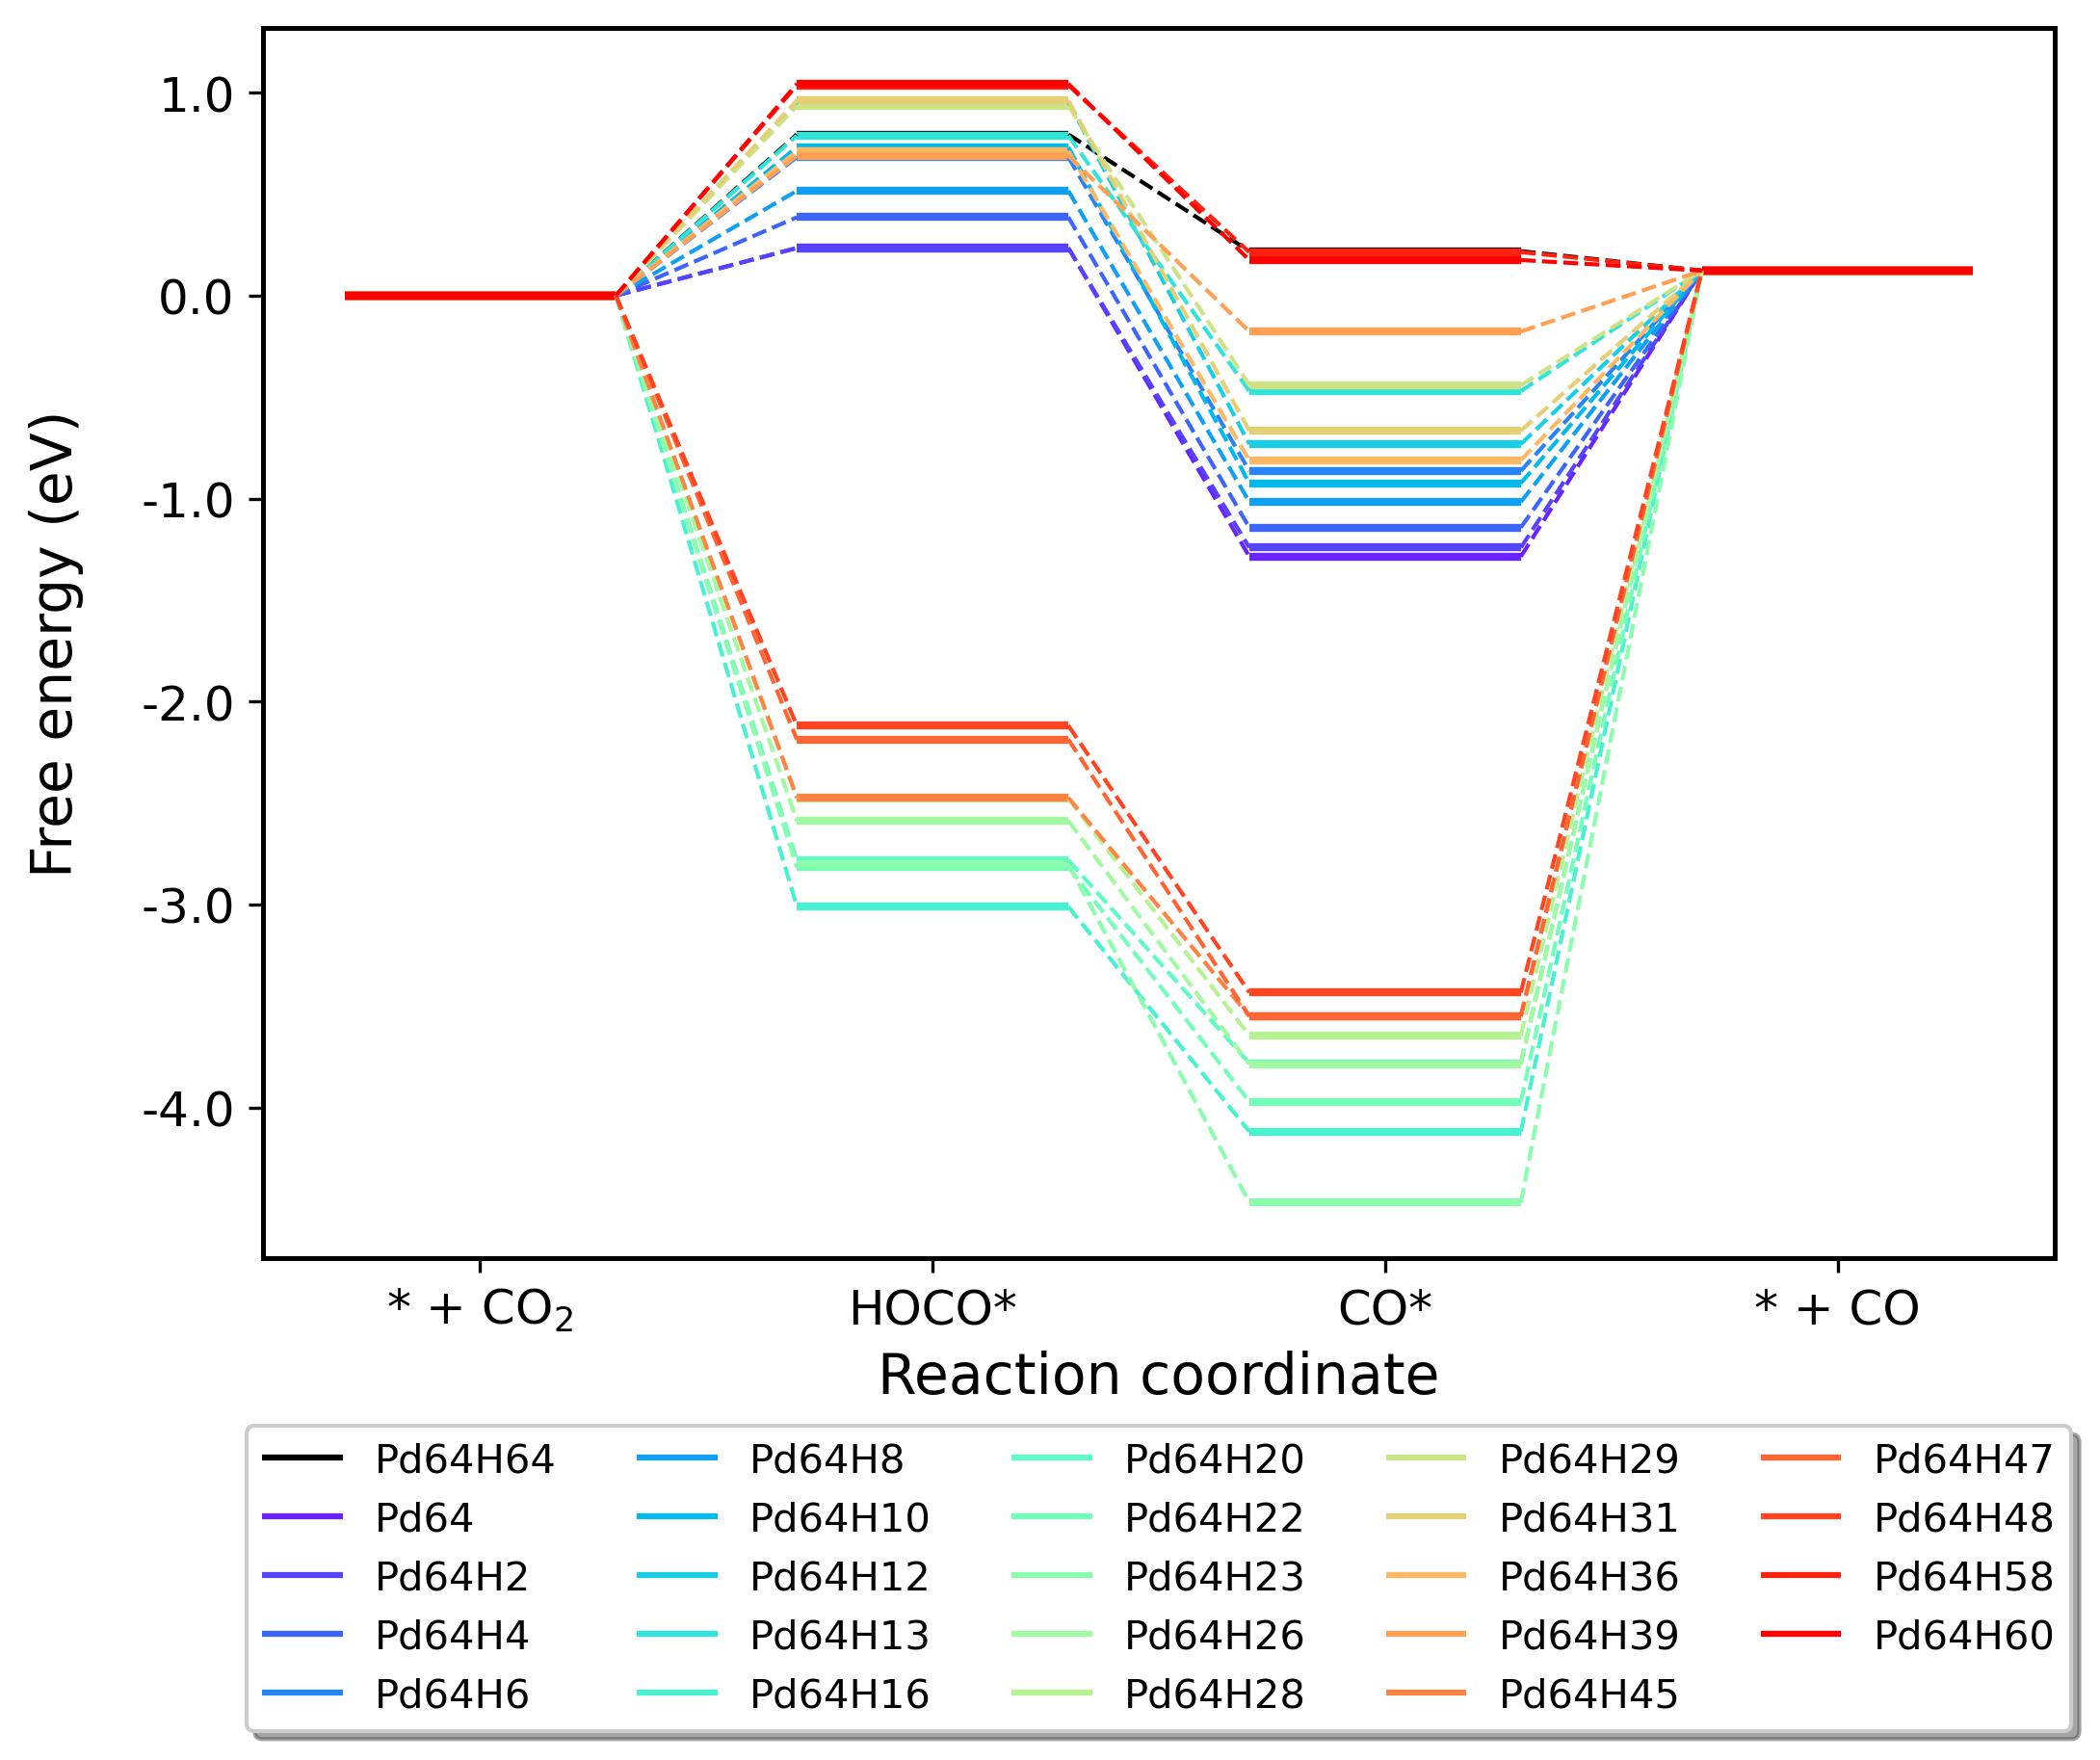 1.0
0.0
-1.0
-2.0
-3.0
-4.0
Free energy (eV)
* + CO₂ HOCO* CO* * + CO
Reaction coordinate
Pd64H64 Pd64H8 Pd64H20 Pd64H29 Pd64H47
Pd64 Pd64H10 Pd64H22 Pd64H31 Pd64H48
Pd64H2 Pd64H12 Pd64H23 Pd64H36 Pd64H58
Pd64H4 Pd64H13 Pd64H26 Pd64H39 Pd64H60
Pd64H6 Pd64H16 Pd64H28 Pd64H45